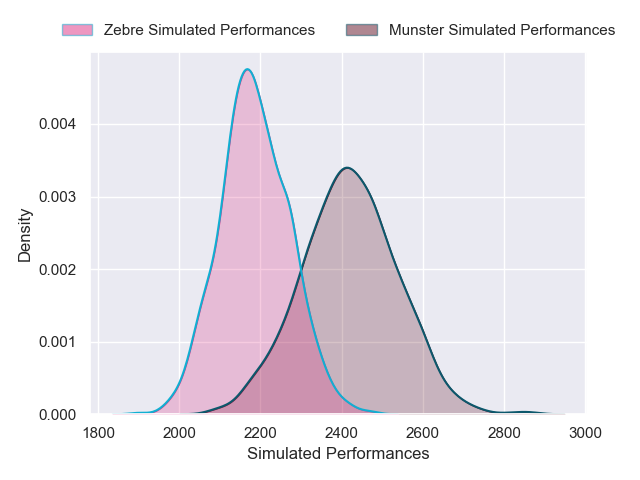 Zebre Simulated Performances
Munster Simulated Performances
Density
0.004
0.003
0.002
0.001
0.000
1800 2000 2200 2400 2600 2800 3000
Simulated Performances